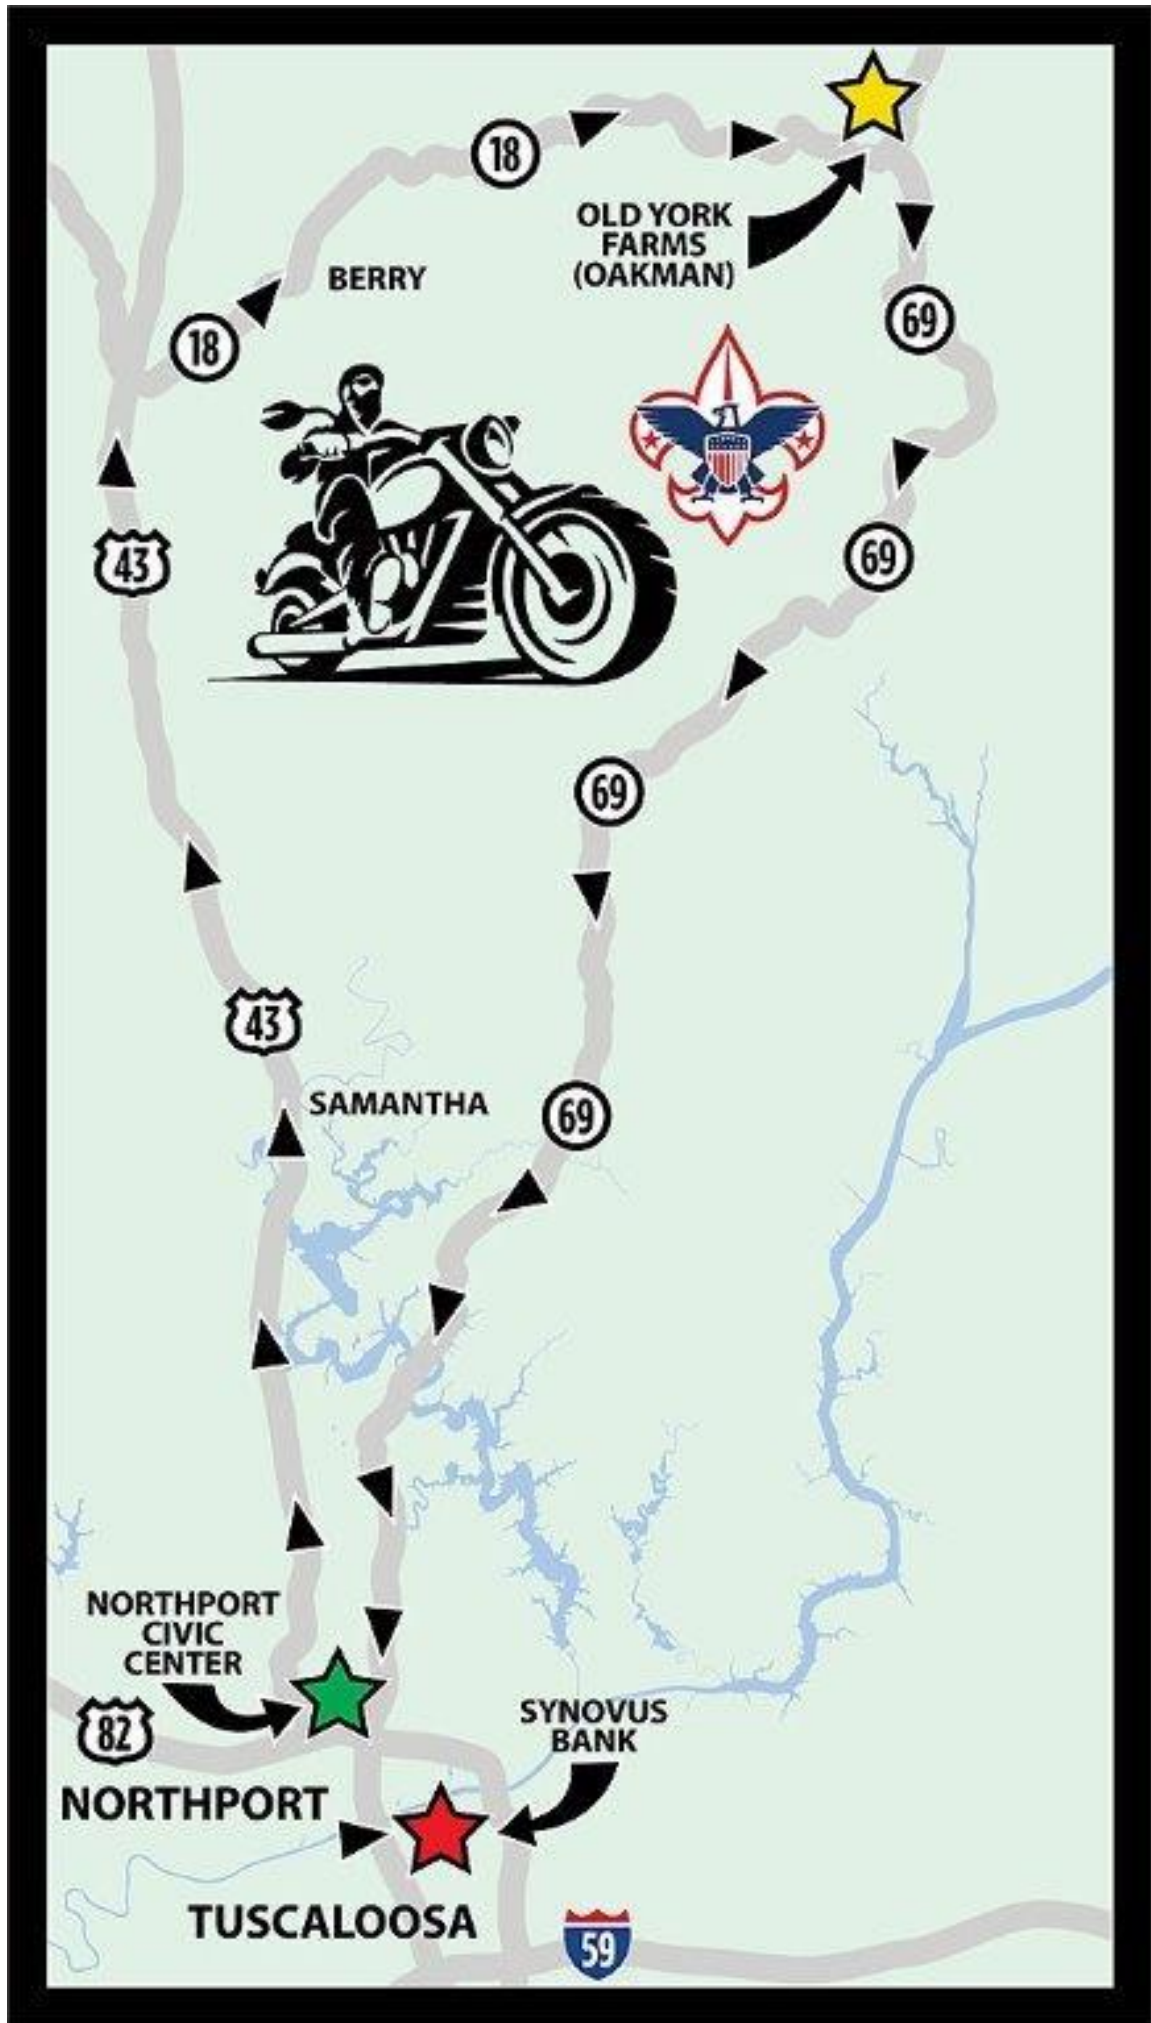 18
OLD YORK
FARMS
(OAKMAN)
BERRY
69
18
43
69
69
43
SAMANTHA
69
NORTHPORT
CIVIC
CENTER
82
SYNOVUS
BANK
NORTHPORT
TUSCALOOSA
59